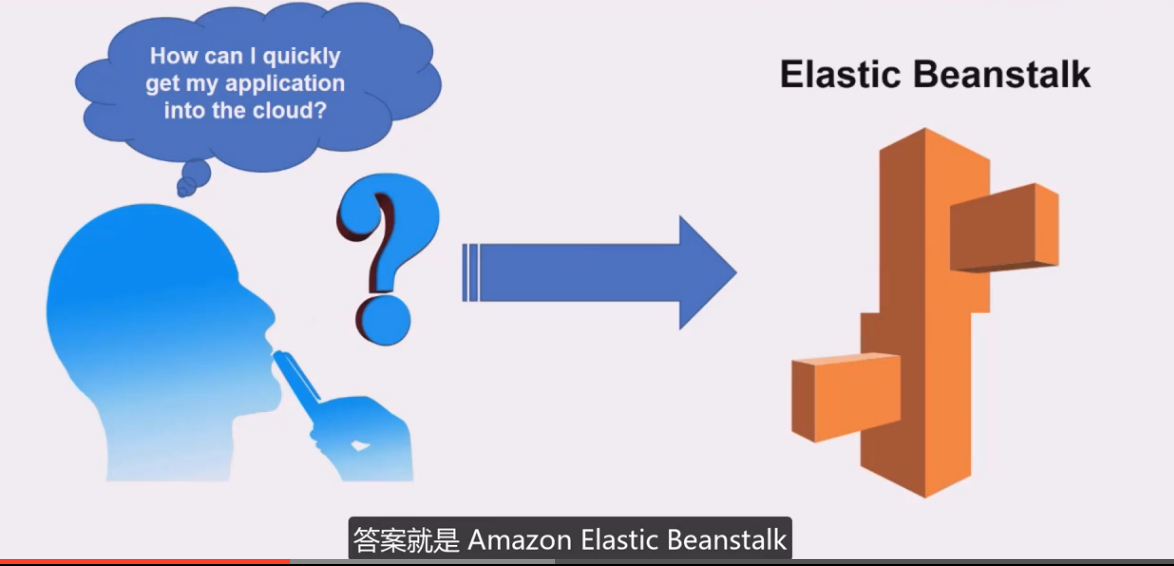 How can I quickly
get my application
into the cloud?
Elastic Beanstalk
答案就是 Amazon Elastic Beanstalk